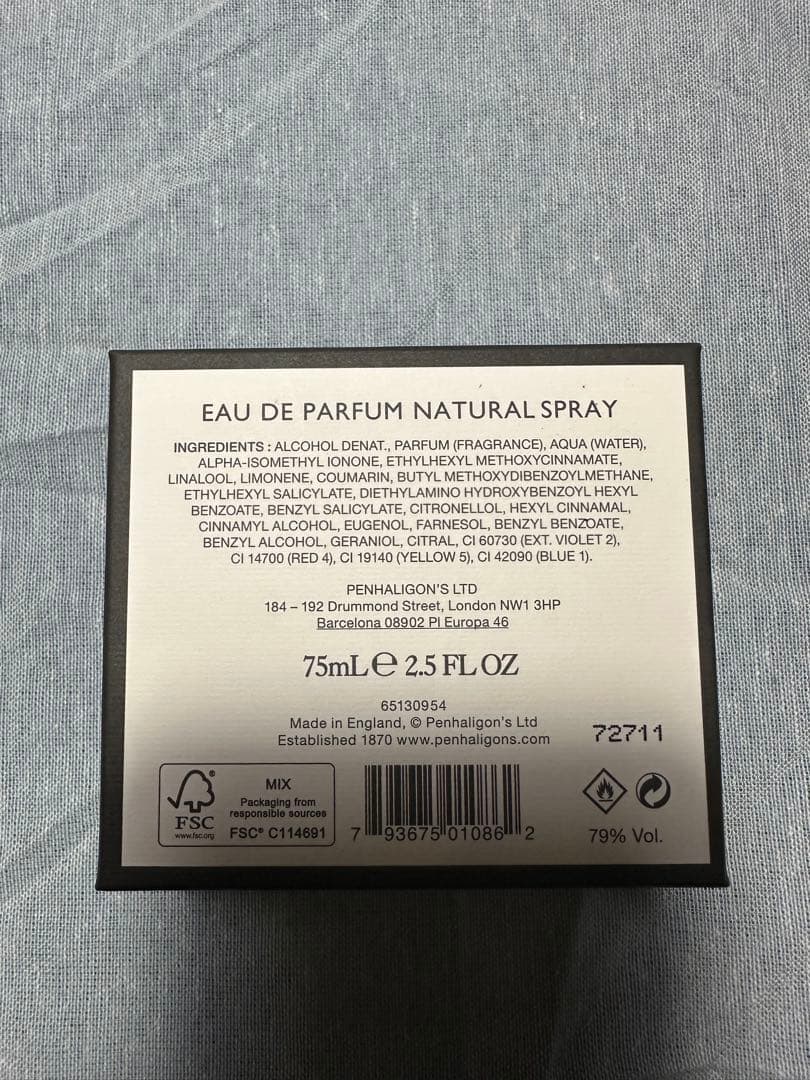 EAU DE PARFUM NATURAL SPRAY
INGREDIENTS : ALCOHOL DENAT., PARFUM (FRAGRANCE), AQUA (WATER),
ALPHA-ISOMETHYL IONONE, ETHYLHEXYL METHOXYCINNAMATE,
LINALOOL, LIMONENE, COUMARIN, BUTYL METHOXYDIBENZOYLMETHANE,
ETHYLHEXYL SALICYLATE, DIETHYLAMINO HYDROXYBENZOYL HEXYL
BENZOATE, BENZYL SALICYLATE, CITRONELLOL, HEXYL CINNAMAL,
CINNAMYL ALCOHOL, EUGENOL, FARNESOL, BENZYL BENZOATE,
BENZYL ALCOHOL, GERANIOL, CITRAL, CI 60730 (EXT. VIOLET 2),
CI 14700 (RED 4), CI 19140 (YELLOW 5), CI 42090 (BLUE 1).
PENHALIGON'S LTD
184 – 192 Drummond Street, London NW1 3HP
Barcelona 08902 Pl Europa 46
75mL ℮ 2.5 FL OZ
65130954
Made in England, © Penhaligon's Ltd
Established 1870 www.penhaligons.com
72711
FSC®
www.fsc.org
MIX
Packaging from
responsible sources
FSC® C114691
7 93675 01086 2
79% Vol.